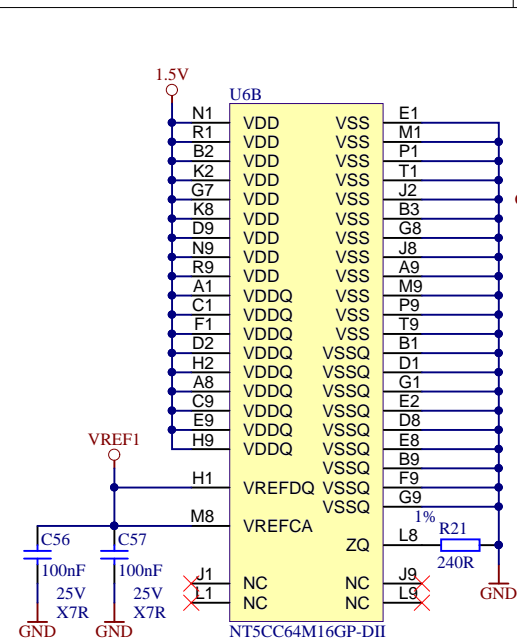 1.5V
U6B
N1 VDD VSS E1
R1 VDD VSS M1
B2 VDD VSS P1
K2 VDD VSS T1
G7 VDD VSS J2
K8 VDD VSS B3
D9 VDD VSS G8
N9 VDD VSS J8
R9 VDD VSS A9
A1 VDDQ VSS M9
C1 VDDQ VSS P9
F1 VDDQ VSS T9
D2 VDDQ VSSQ B1
H2 VDDQ VSSQ D1
A8 VDDQ VSSQ G1
C9 VDDQ VSSQ E2
E9 VDDQ VSSQ D8
H9 VDDQ VSSQ E8
VREF1
VSSQ B9
H1 VREFDQ VSSQ F9
VSSQ G9
M8 VREFCA
1% R21
ZQ L8
240R
C56 C57
100nF 100nF
J1 NC NC J9
25V 25V
L1 NC NC L9
X7R X7R
GND GND GND
NT5CC64M16GP-DII